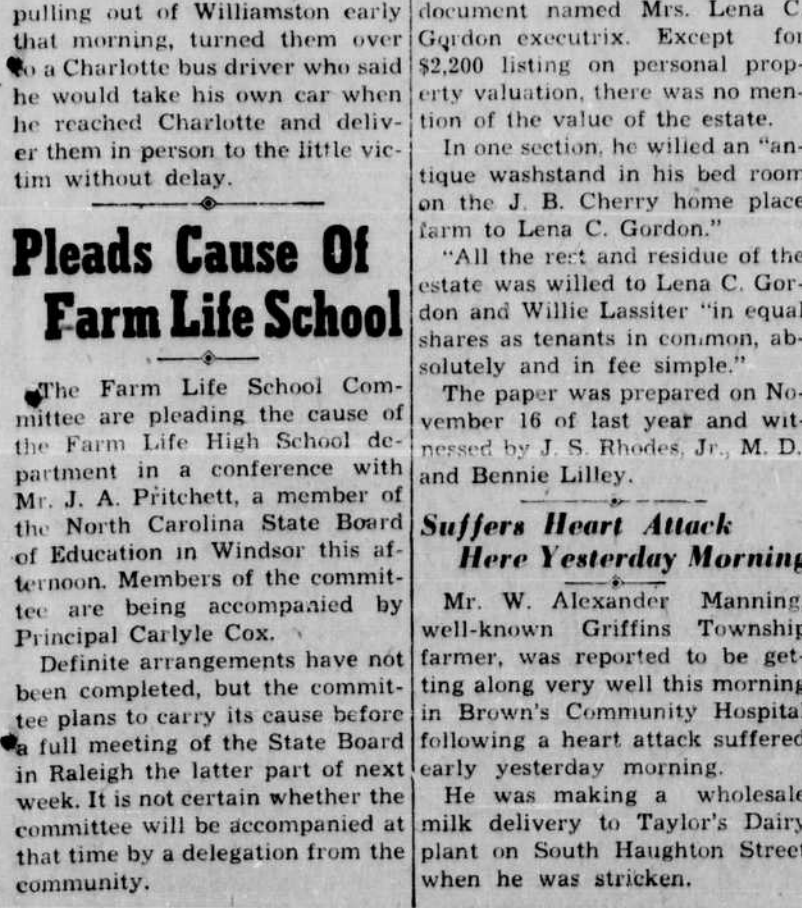 pulling out of Williamston early
that morning, turned them over
to a Charlotte bus driver who said
he would take his own car when
he reached Charlotte and deliv-
er them in person to the little vic-
tim without delay.
Pleads Cause Of
Farm Life School
The Farm Life School Com-
mittee are pleading the cause of
the Farm Life High School de-
partment in a conference with
Mr. J. A. Pritchett, a member of
the North Carolina State Board
of Education in Windsor this af-
ternoon. Members of the commit-
tee are being accompanied by
Principal Carlyle Cox.
Definite arrangements have not
been completed, but the commit-
tee plans to carry its cause before
a full meeting of the State Board
in Raleigh the latter part of next
week. It is not certain whether the
committee will be accompanied at
that time by a delegation from the
community.
document named Mrs. Lena C.
Gordon executrix. Except for
$2,200 listing on personal prop-
erty valuation, there was no men-
tion of the value of the estate.
In one section, he willed an "an-
tique washstand in his bed room
on the J. B. Cherry home place
farm to Lena C. Gordon."
"All the rert and residue of the
estate was willed to Lena C. Gor-
don and Willie Lassiter "in equal
shares as tenants in common, ab-
solutely and in fee simple."
The paper was prepared on No-
vember 16 of last year and wit-
nessed by J. S. Rhodes, Jr., M. D.
and Bennie Lilley.
Suffers Heart Attack
Here Yesterday Morning
Mr. W. Alexander Manning
well-known Griffins Township
farmer, was reported to be get-
ting along very well this morning
in Brown's Community Hospital
following a heart attack suffered
early yesterday morning.
He was making a wholesale
milk delivery to Taylor's Dairy
plant on South Haughton Street
when he was stricken.